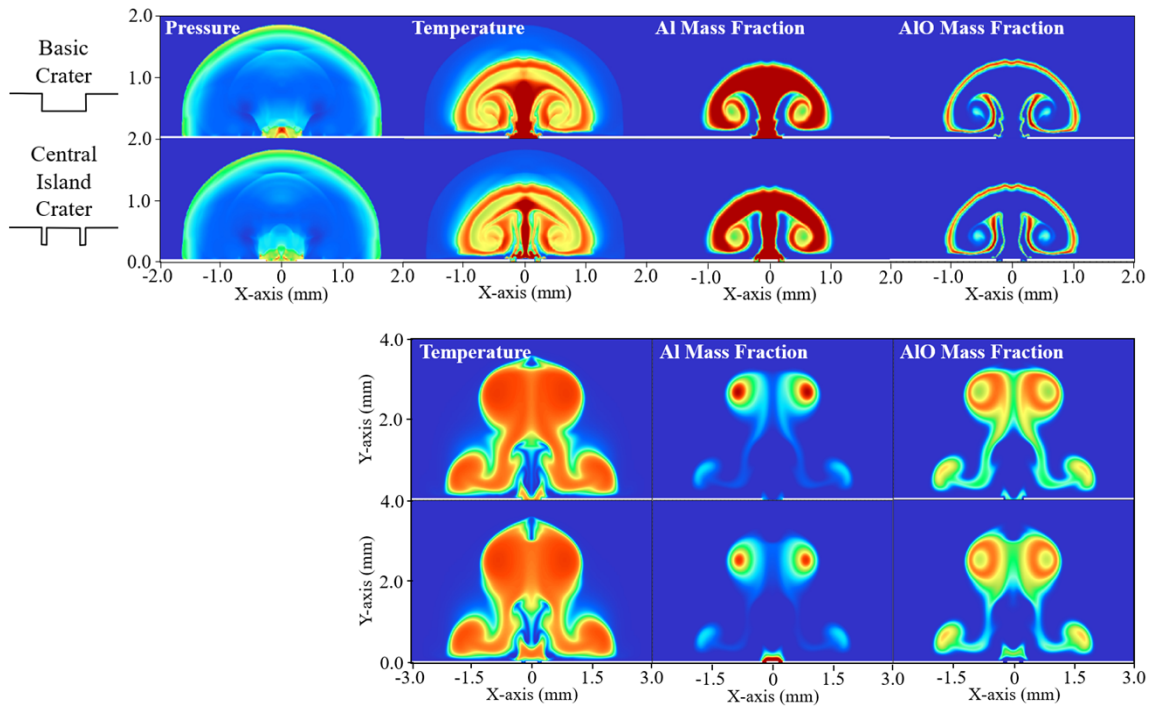 Pressure Temperature Al Mass Fraction AlO Mass Fraction
Basic
Crater
Central
Island
Crater
2.0
1.0
2.0
1.0
0.0
-2.0 -1.0 0 1.0 2.0 -1.0 0 1.0 2.0 -1.0 0 1.0 2.0 -1.0 0 1.0 2.0
X-axis (mm) X-axis (mm) X-axis (mm) X-axis (mm)
Temperature Al Mass Fraction AlO Mass Fraction
4.0
2.0
4.0
2.0
0.0
Y-axis (mm)
Y-axis (mm)
-3.0 -1.5 0 1.5 3.0 -1.5 0 1.5 3.0 -1.5 0 1.5 3.0
X-axis (mm) X-axis (mm) X-axis (mm)